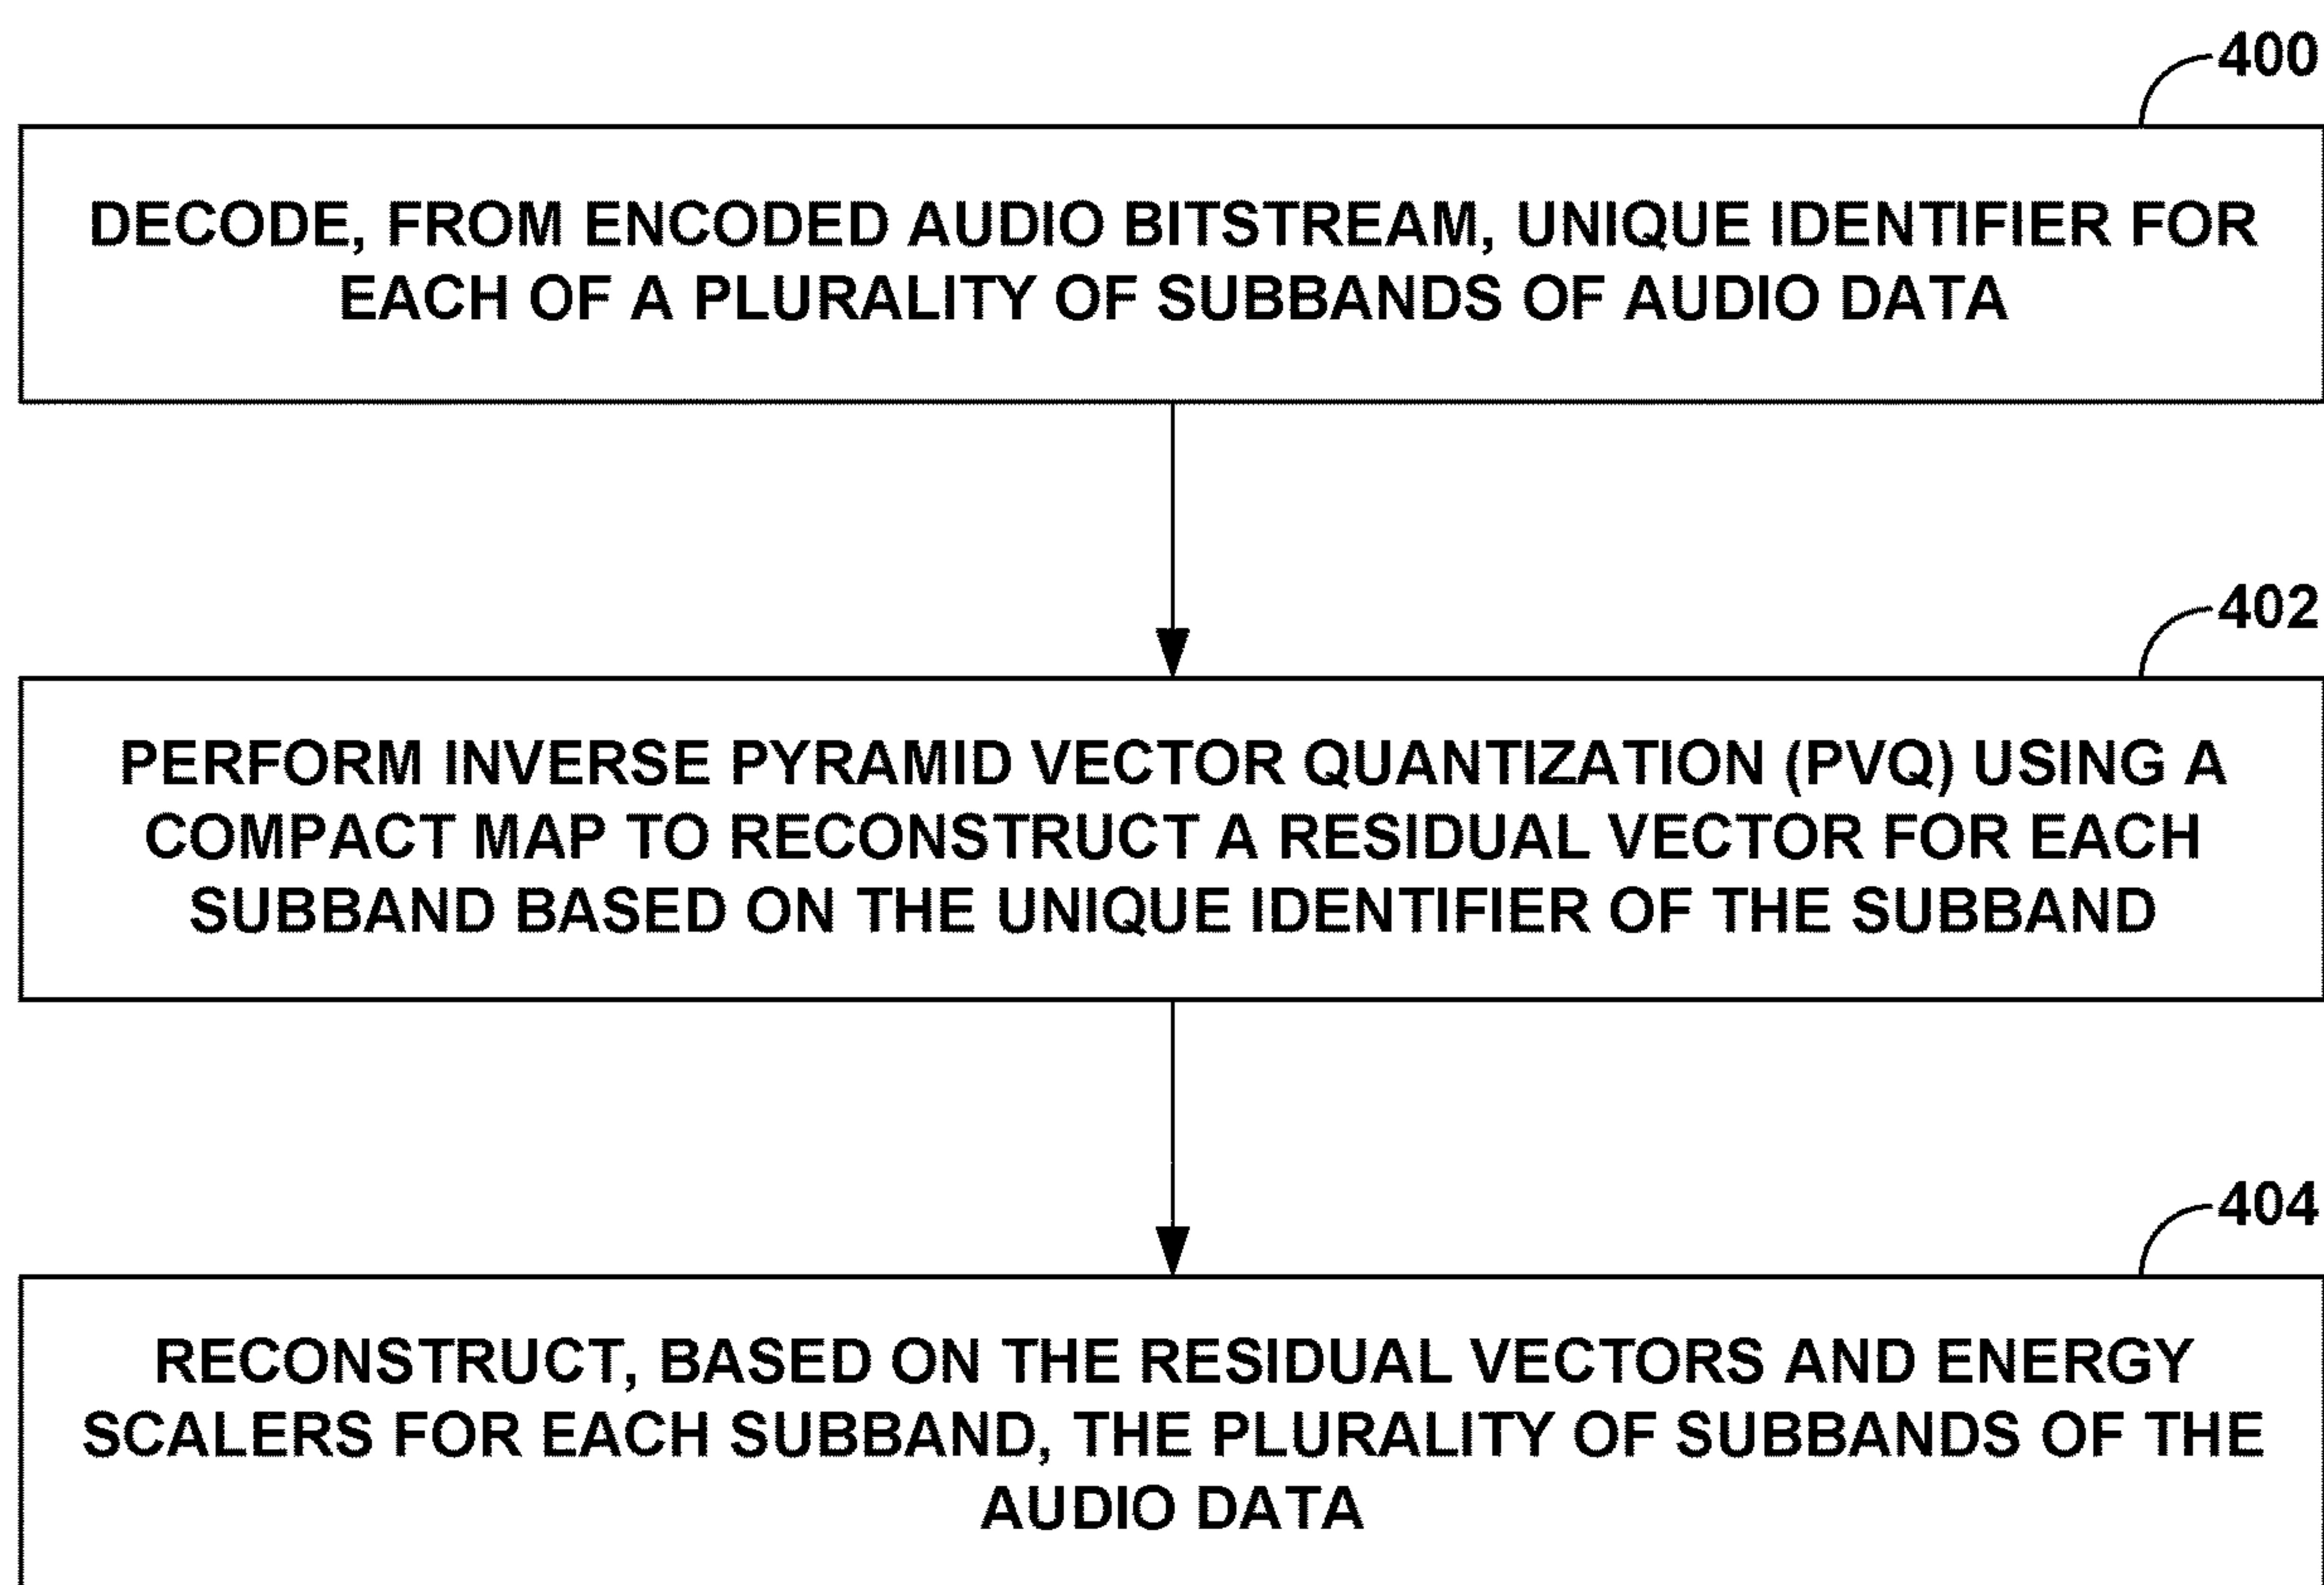 400
DECODE, FROM ENCODED AUDIO BITSTREAM, UNIQUE IDENTIFIER FOR
EACH OF A PLURALITY OF SUBBANDS OF AUDIO DATA
402
PERFORM INVERSE PYRAMID VECTOR QUANTIZATION (PVQ) USING A
COMPACT MAP TO RECONSTRUCT A RESIDUAL VECTOR FOR EACH
SUBBAND BASED ON THE UNIQUE IDENTIFIER OF THE SUBBAND
404
RECONSTRUCT, BASED ON THE RESIDUAL VECTORS AND ENERGY
SCALERS FOR EACH SUBBAND, THE PLURALITY OF SUBBANDS OF THE
AUDIO DATA